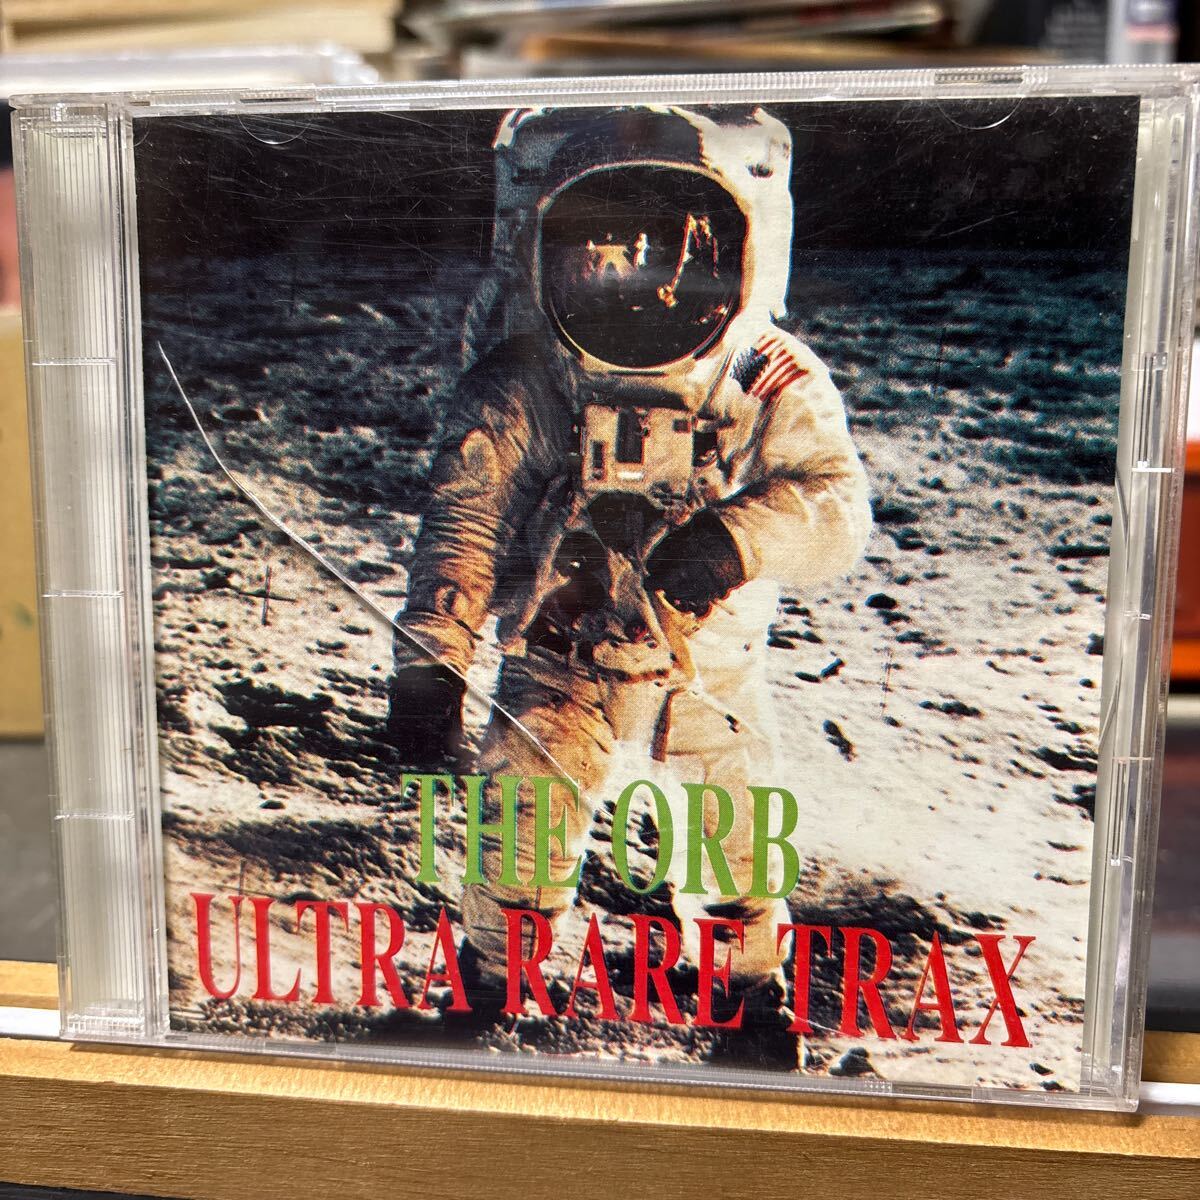 THE ORB
ULTRA RARE TRAX